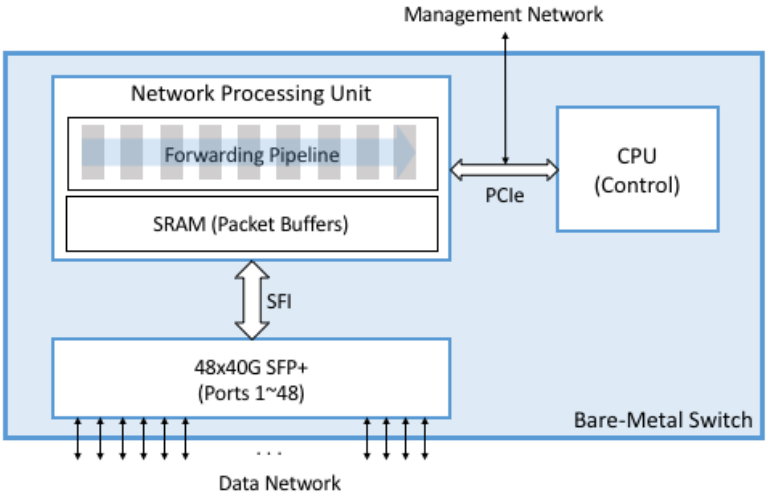 Management Network
Network Processing Unit
Forwarding Pipeline
SRAM (Packet Buffers)
PCIe
CPU
(Control)
SFI
48x40G SFP+
(Ports 1~48)
Bare-Metal Switch
. . .
Data Network